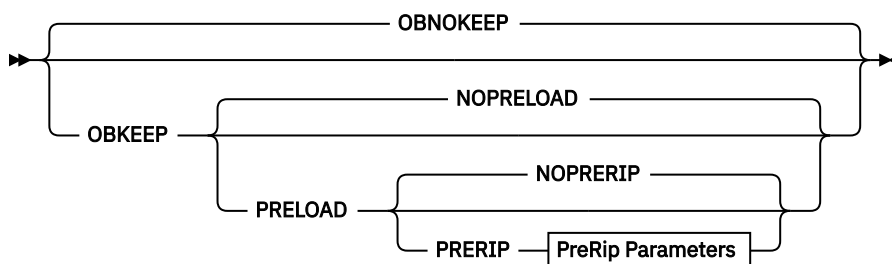 OBNOKEEP
OBKEEP
NOPRELOAD
PRELOAD
NOPRERIP
PRERIP PreRip Parameters